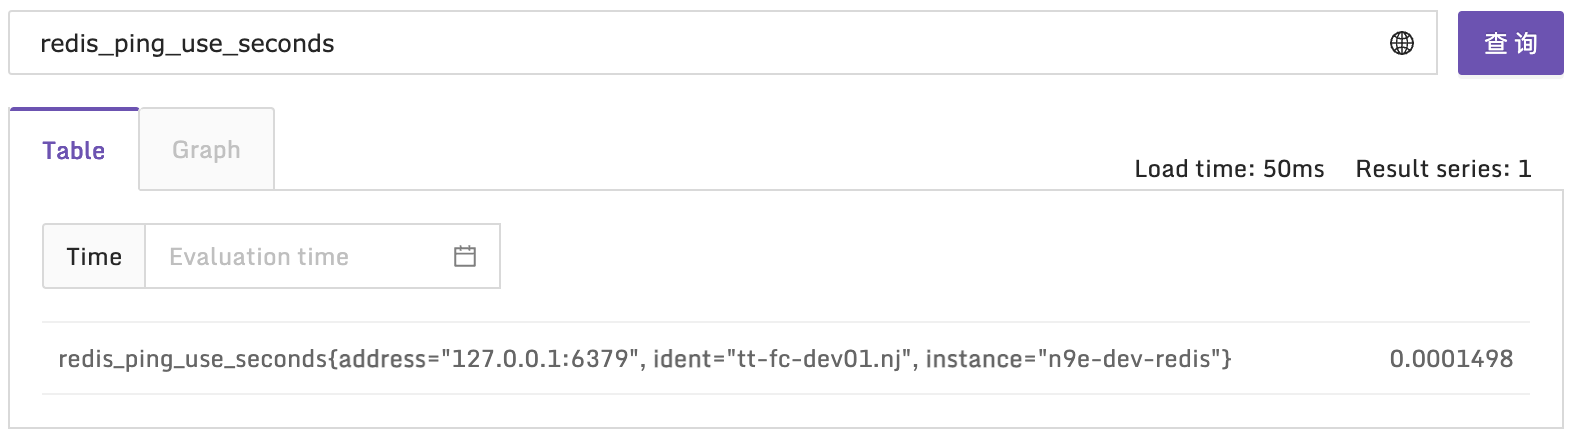 redis_ping_use_seconds
查询
Table
Graph
Load time: 50ms
Result series: 1
Time
Evaluation time
redis_ping_use_seconds{address="127.0.0.1:6379", ident="tt-fc-dev01.nj", instance="n9e-dev-redis"}
0.0001498